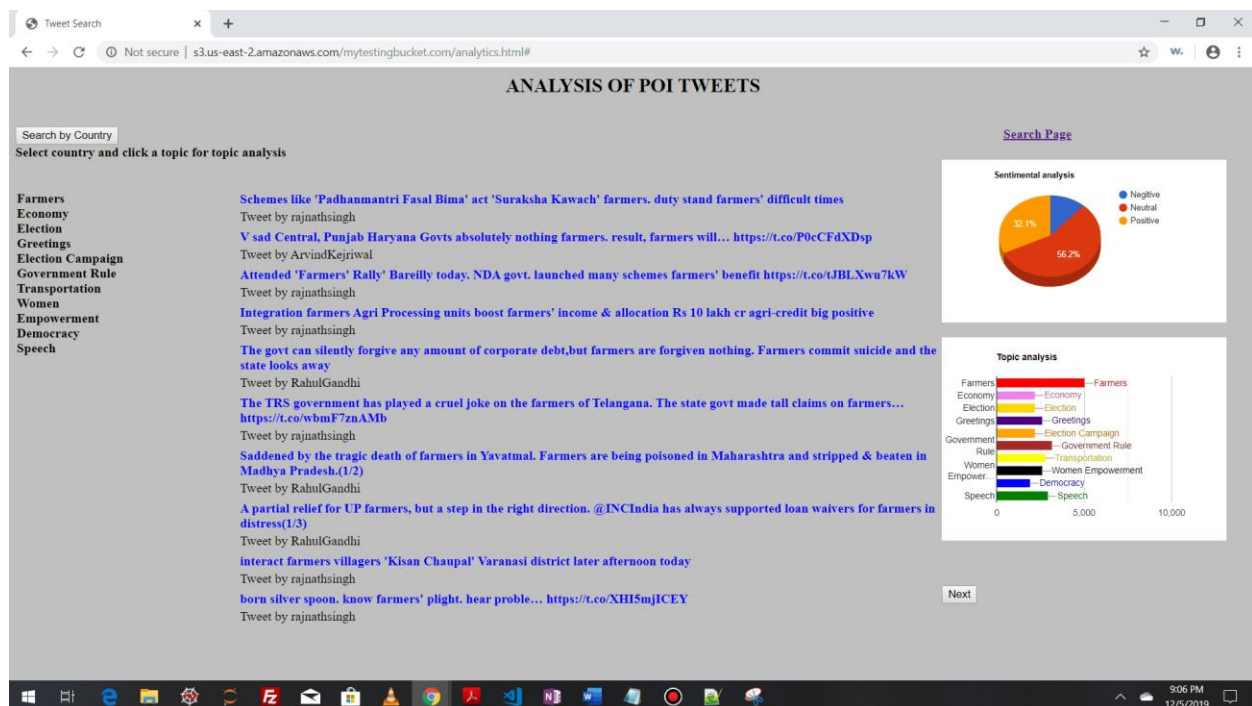 Tweet Search
Not secure | s3.us-east-2.amazonaws.com/mytestingbucket.com/analytics.html#
W.
ANALYSIS OF POI TWEETS
Search by Country
Select country and click a topic for topic analysis
Search Page
Farmers
Economy
Election
Greetings
Election Campaign
Government Rule
Transportation
Women
Empowerment
Democracy
Speech
Schemes like 'Padhanmantri Fasal Bima' act 'Suraksha Kawach' farmers. duty stand farmers' difficult times
Tweet by rajnathsingh
V sad Central, Punjab Haryana Govts absolutely nothing farmers. result, farmers will… https://t.co/P0cCFdXDsp
Tweet by ArvindKejriwal
Attended 'Farmers' Rally' Bareilly today. NDA govt. launched many schemes farmers' benefit https://t.co/tJBLXwu7kW
Tweet by rajnathsingh
Integration farmers Agri Processing units boost farmers' income & allocation Rs 10 lakh cr agri-credit big positive
Tweet by rajnathsingh
The govt can silently forgive any amount of corporate debt,but farmers are forgiven nothing. Farmers commit suicide and the
state looks away
Tweet by RahulGandhi
The TRS government has played a cruel joke on the farmers of Telangana. The state govt made tall claims on farmers…
https://t.co/wbmF7znAMb
Tweet by rajnathsingh
Saddened by the tragic death of farmers in Yavatmal. Farmers are being poisoned in Maharashtra and stripped & beaten in
Madhya Pradesh.(1/2)
Tweet by RahulGandhi
A partial relief for UP farmers, but a step in the right direction. @INCIndia has always supported loan waivers for farmers in
distress(1/3)
Tweet by RahulGandhi
interact farmers villagers 'Kisan Chaupal' Varanasi district later afternoon today
Tweet by rajnathsingh
born silver spoon. know farmers' plight. hear proble… https://t.co/XHI5mjICEY
Tweet by rajnathsingh
Sentimental analysis
Negitive
Neutral
Positive
32.1%
56.2%
Topic analysis
Farmers
Economy
Election
Greetings
Government
Rule
Women
Empower...
Speech
Farmers
Economy
Election
Greetings
Election Campaign
Government Rule
Transportation
Women Empowerment
Democracy
Speech
0 5,000 10,000
Next
9:06 PM
12/5/2019